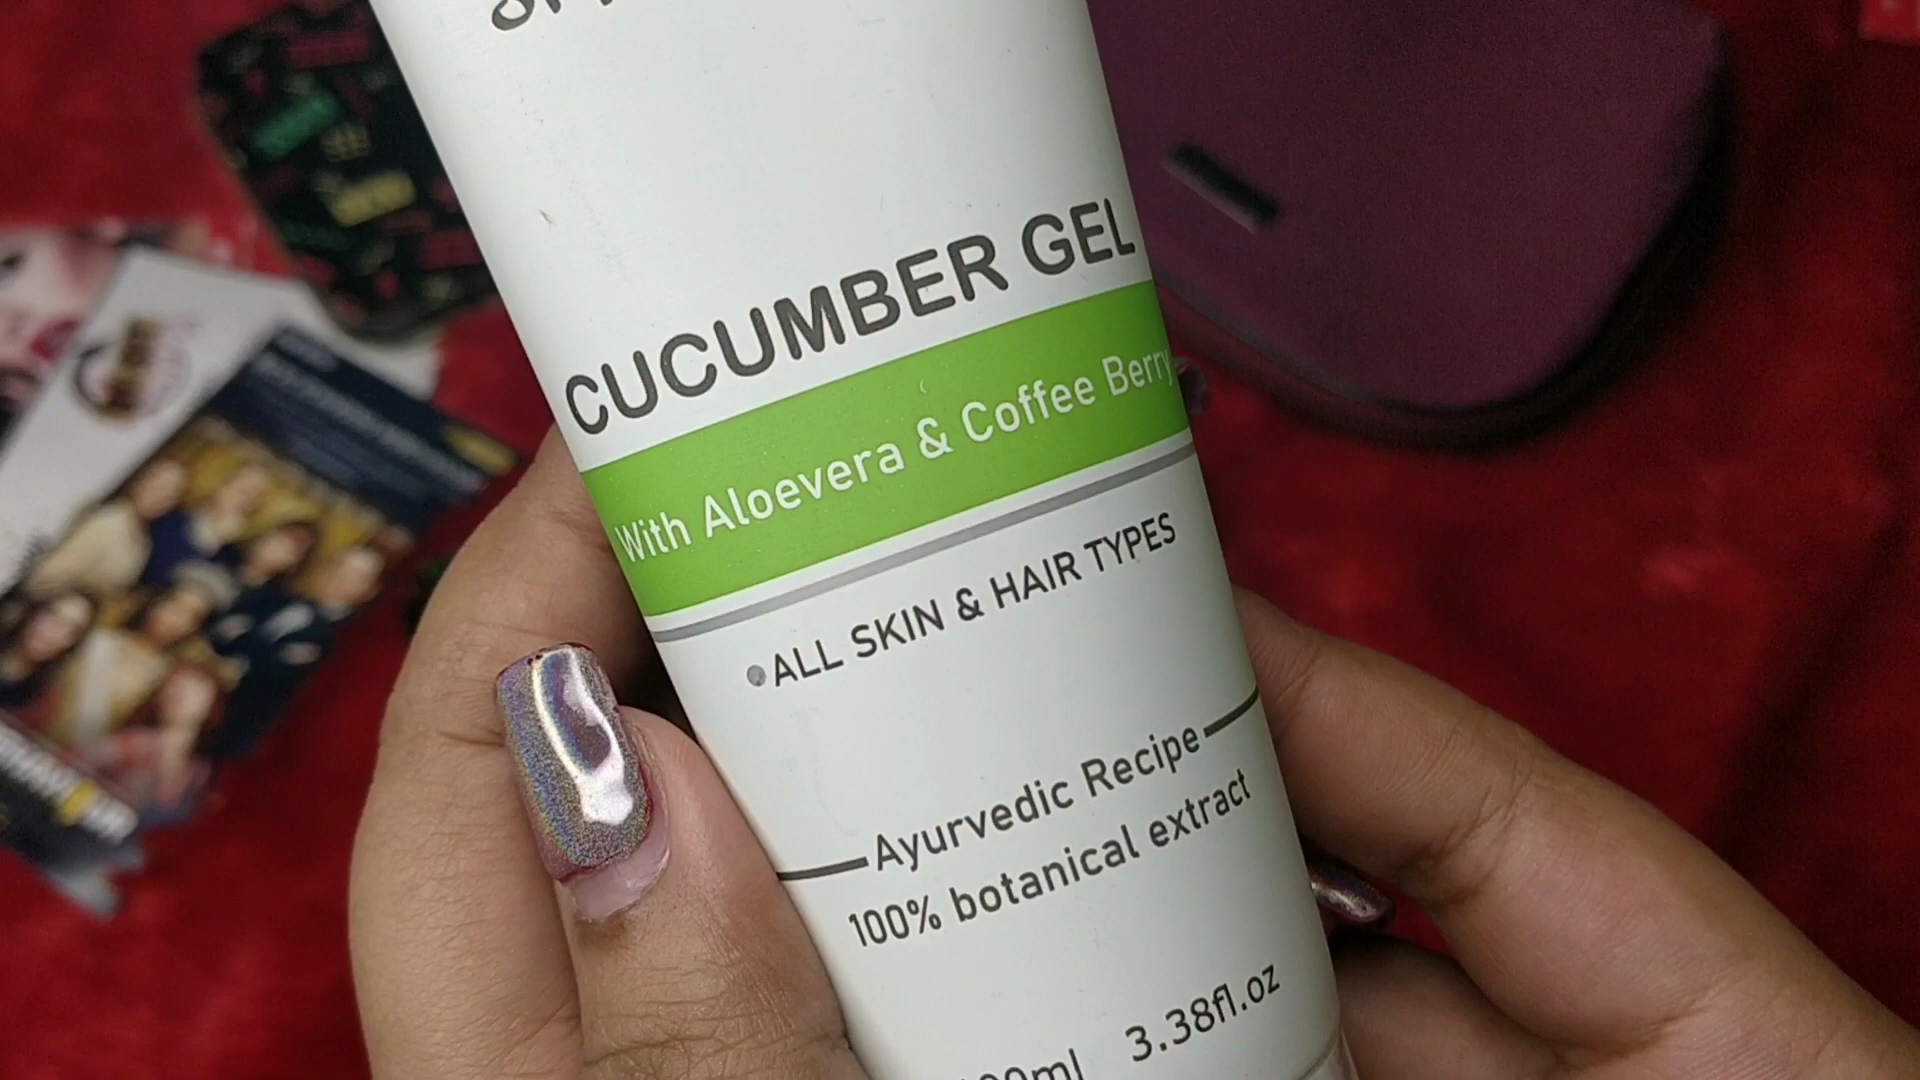 CUCUMBER GEL
With Aloevera & Coffee Berry
ALL SKIN & HAIR TYPES
Ayurvedic Recipe
100% botanical extract
3.38fl.oz